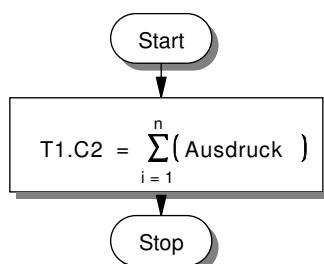 Start
n
T1.C2 = ∑(Ausdruck )
i = 1
Stop